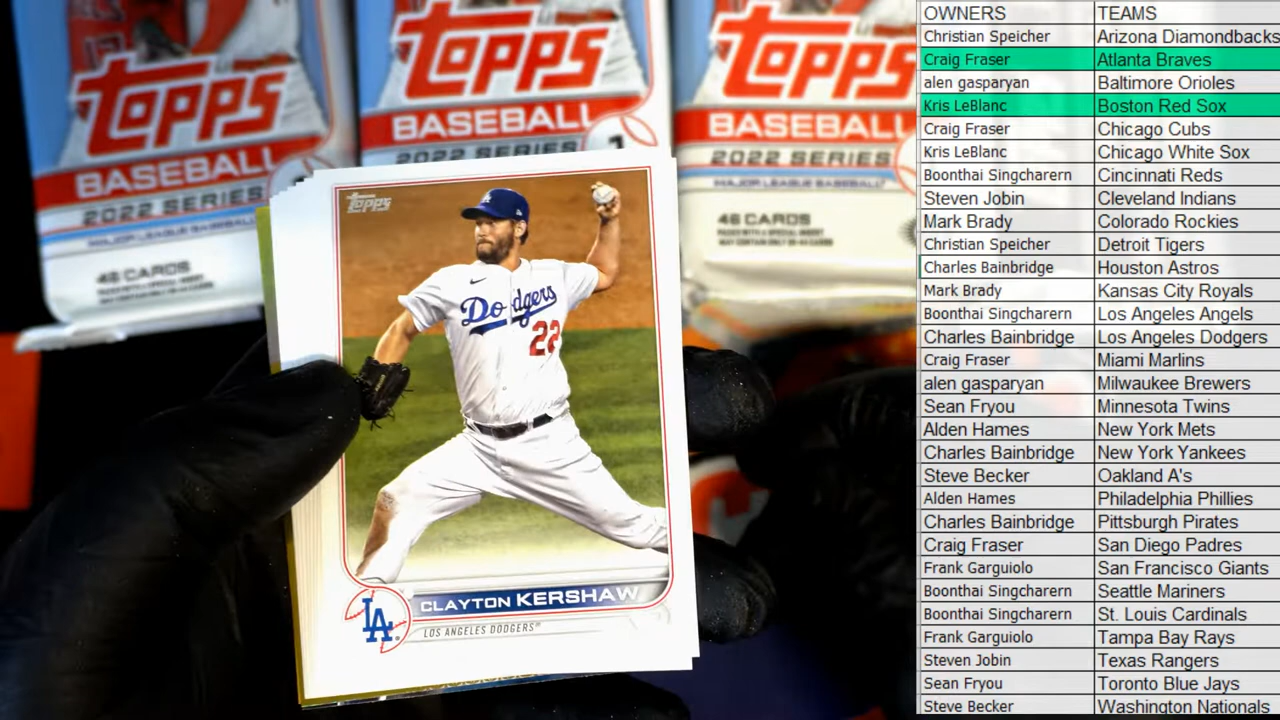 TOPPS
BASEBALL
2022 SERIES
46 CARDS
TOPPS
BASEBALL
2022 SERIES 1
TOPPS
BASEBALL
2022 SERIES
MAJOR LEAGUE BASEBALL
46 CARDS
Topps
Dodgers
22
LA
CLAYTON KERSHAW
LOS ANGELES DODGERS™
OWNERS TEAMS
Christian Speicher Arizona Diamondbacks
Craig Fraser Atlanta Braves
alen gasparyan Baltimore Orioles
Kris LeBlanc Boston Red Sox
Craig Fraser Chicago Cubs
Kris LeBlanc Chicago White Sox
Boonthai Singcharern Cincinnati Reds
Steven Jobin Cleveland Indians
Mark Brady Colorado Rockies
Christian Speicher Detroit Tigers
Charles Bainbridge Houston Astros
Mark Brady Kansas City Royals
Boonthai Singcharern Los Angeles Angels
Charles Bainbridge Los Angeles Dodgers
Craig Fraser Miami Marlins
alen gasparyan Milwaukee Brewers
Sean Fryou Minnesota Twins
Alden Hames New York Mets
Charles Bainbridge New York Yankees
Steve Becker Oakland A's
Alden Hames Philadelphia Phillies
Charles Bainbridge Pittsburgh Pirates
Craig Fraser San Diego Padres
Frank Garguiolo San Francisco Giants
Boonthai Singcharern Seattle Mariners
Boonthai Singcharern St. Louis Cardinals
Frank Garguiolo Tampa Bay Rays
Steven Jobin Texas Rangers
Sean Fryou Toronto Blue Jays
Steve Becker Washington Nationals